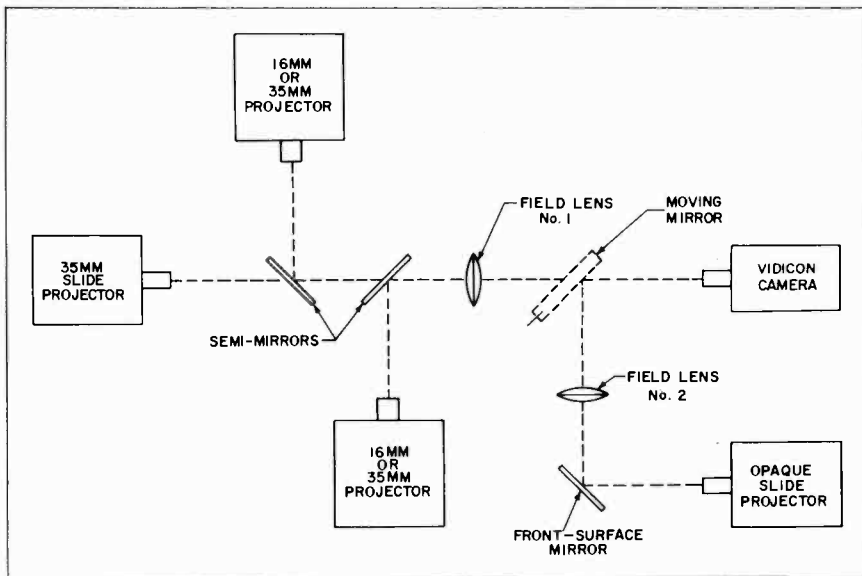 16MM
OR
35MM
PROJECTOR
FIELD LENS
No. 1
MOVING
MIRROR
35MM
SLIDE
PROJECTOR
VIDICON
CAMERA
SEMI-MIRRORS
FIELD LENS
No. 2
16MM
OR
35MM
PROJECTOR
OPAQUE
SLIDE
PROJECTOR
FRONT-SURFACE
MIRROR